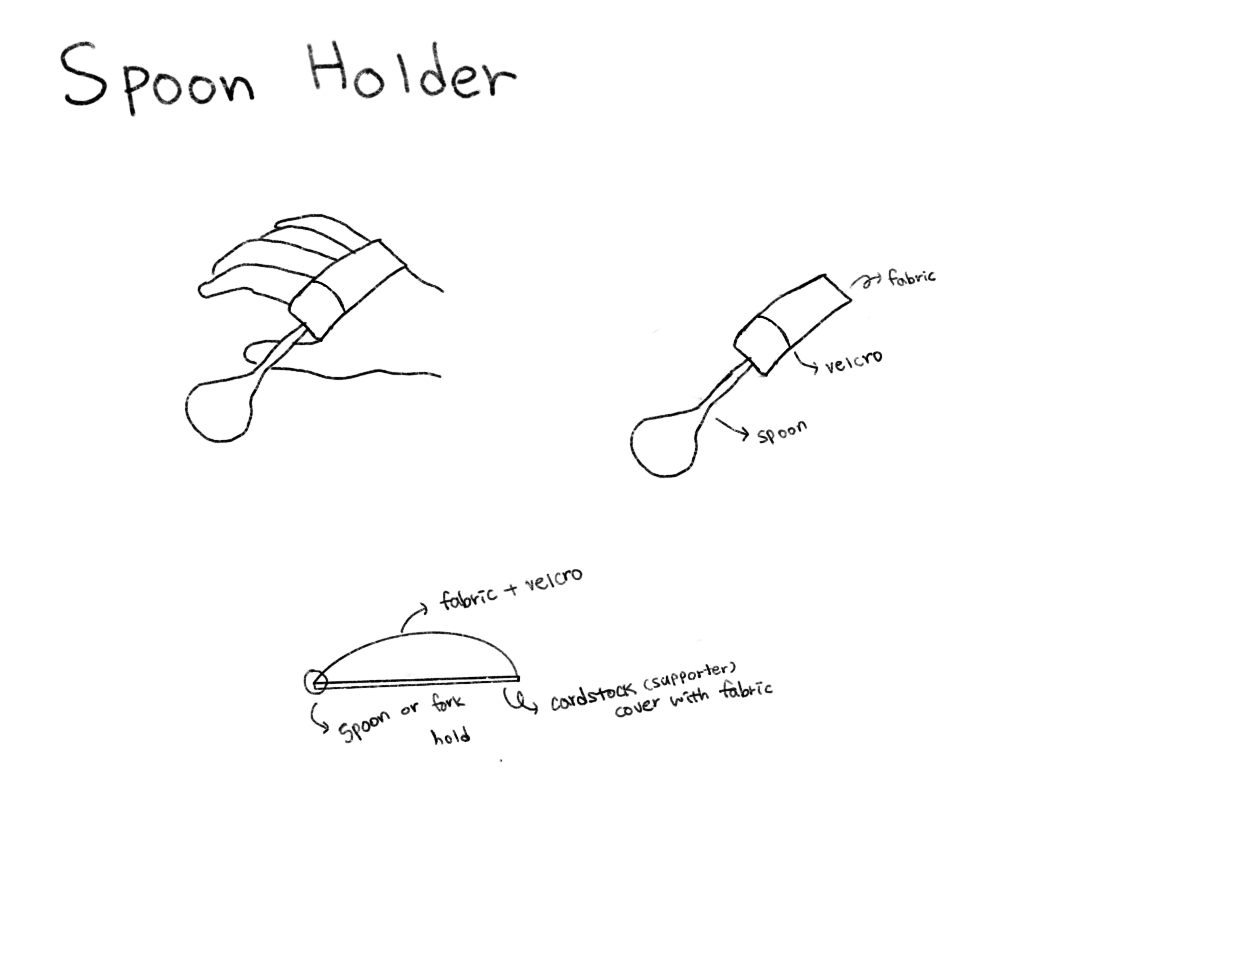 Spoon Holder
fabric
velcro
spoon
fabric + velcro
cardstock (supporter)
cover with fabric
spoon or fork
hold